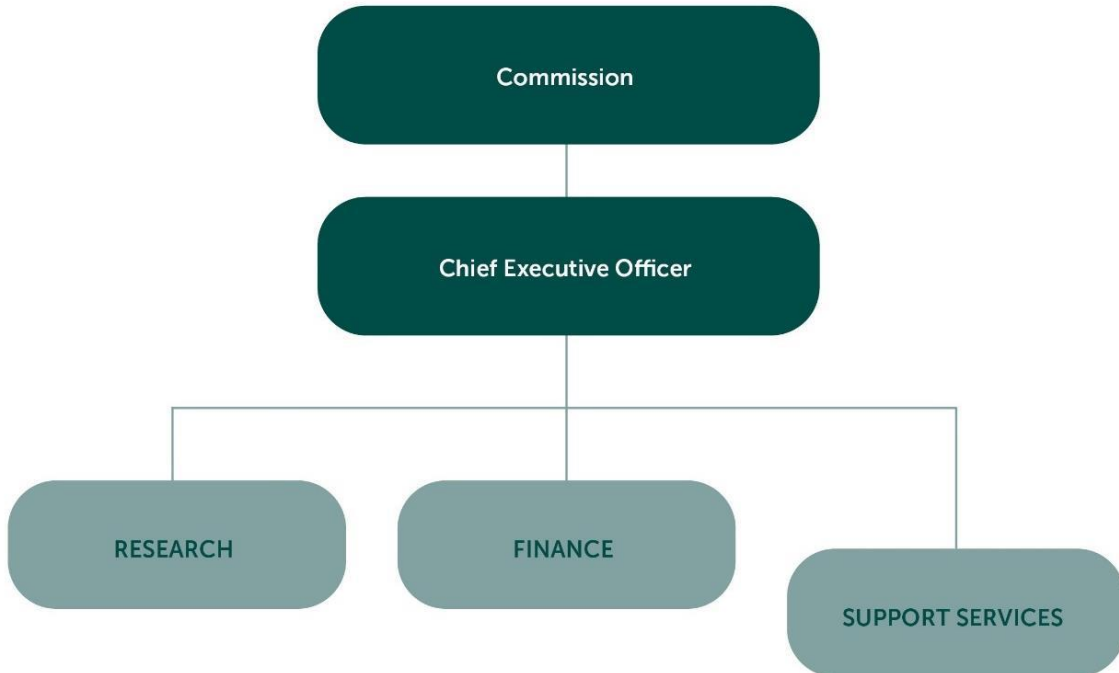 Commission
Chief Executive Officer
RESEARCH
FINANCE
SUPPORT SERVICES